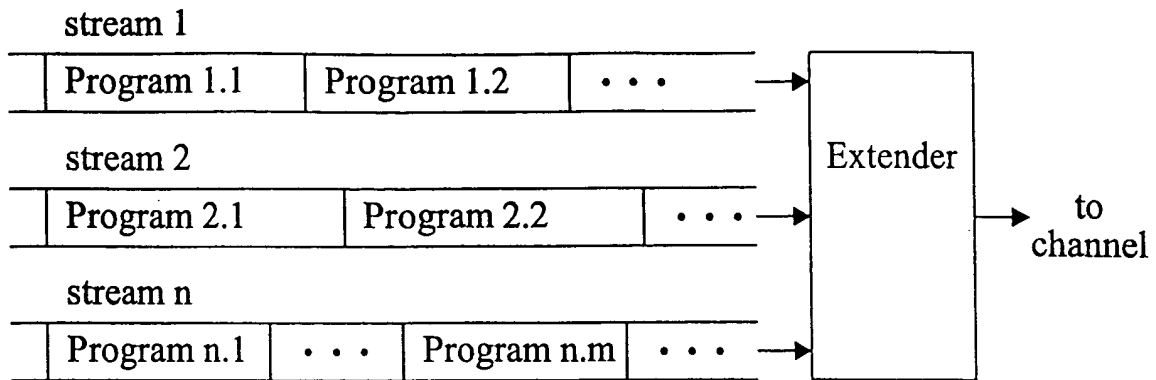 stream 1
Program 1.1 Program 1.2 • • •
stream 2
Program 2.1 Program 2.2 • • •
stream n
Program n.1 • • • Program n.m • • •
Extender
to
channel